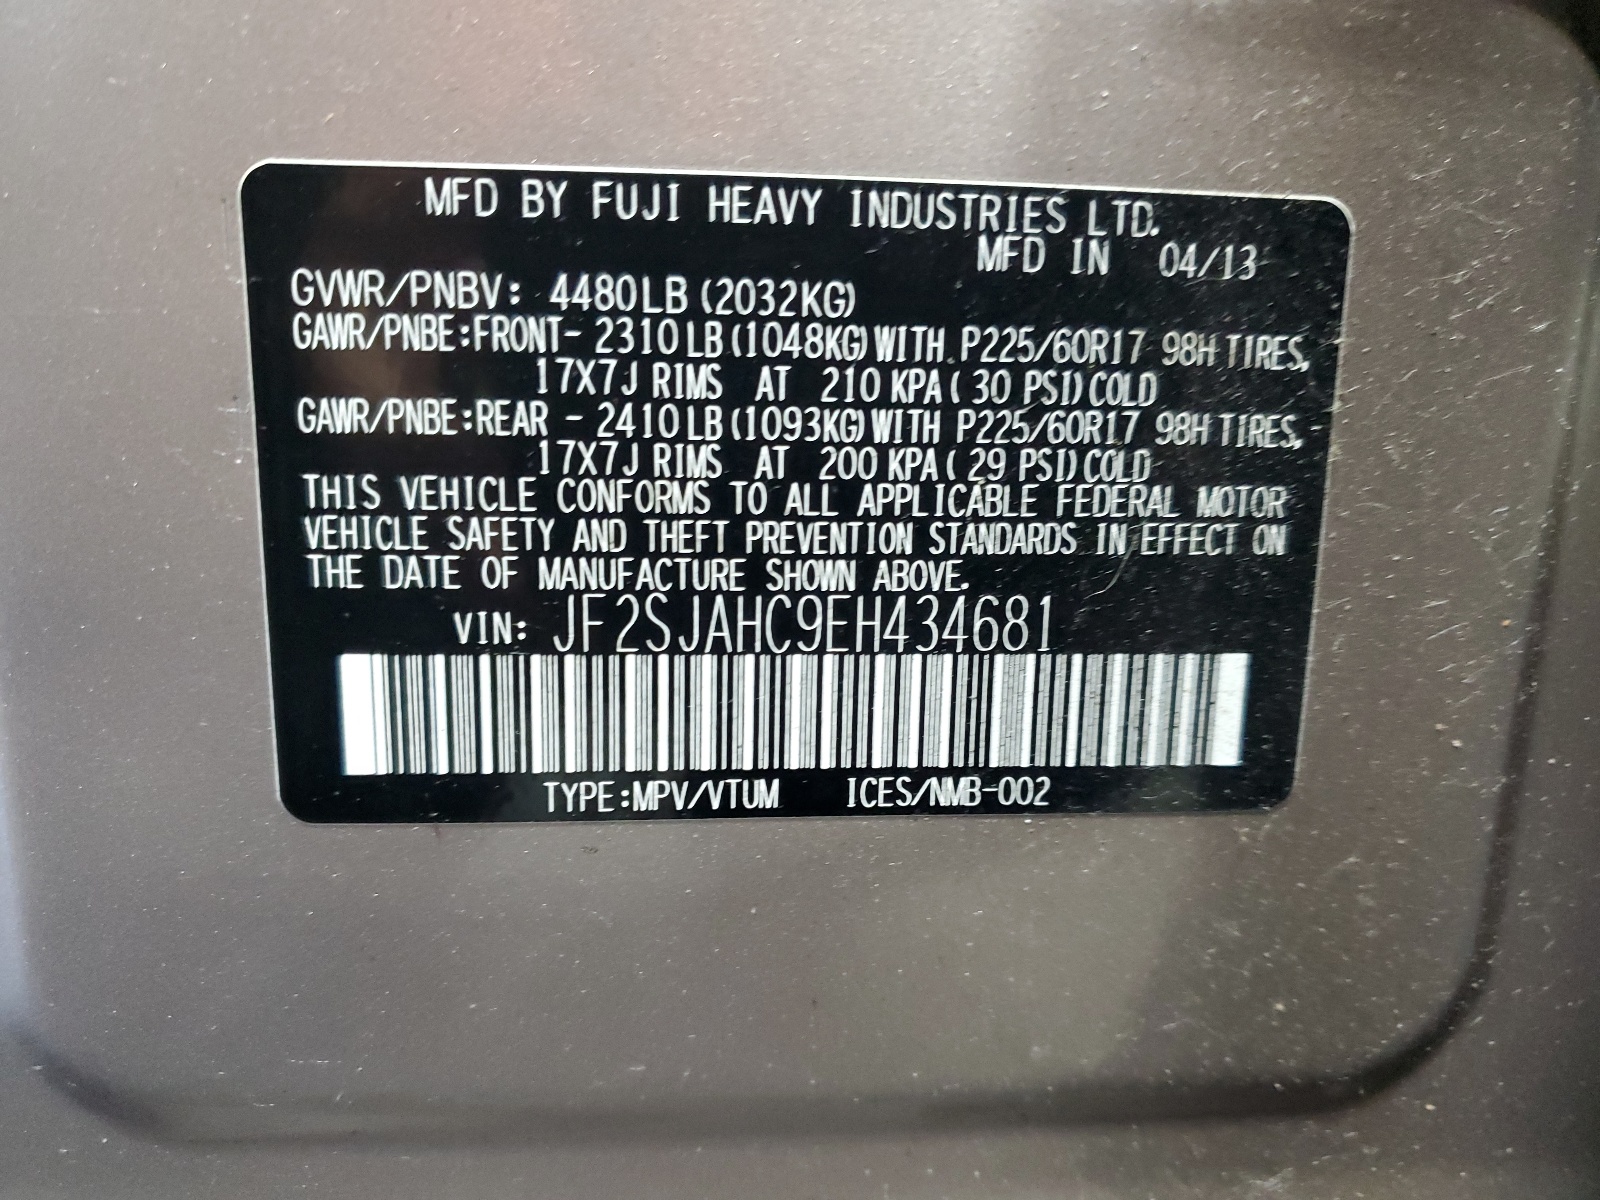 MFD BY FUJI HEAVY INDUSTRIES LTD.
MFD IN 04/13
GVWR/PNBV: 4480LB (2032KG)
GAWR/PNBE:FRONT- 2310 LB (1048KG) WITH P225/60R17 98H TIRES,
17X7J RIMS AT 210 KPA ( 30 PSI) COLD
GAWR/PNBE:REAR - 2410 LB (1093KG) WITH P225/60R17 98H TIRES,
17X7J RIMS AT 200 KPA ( 29 PSI) COLD
THIS VEHICLE CONFORMS TO ALL APPLICABLE FEDERAL MOTOR
VEHICLE SAFETY AND THEFT PREVENTION STANDARDS IN EFFECT ON
THE DATE OF MANUFACTURE SHOWN ABOVE.
VIN: JF2SJAHC9EH434681
TYPE:MPV/VTUM ICES/NMB-002